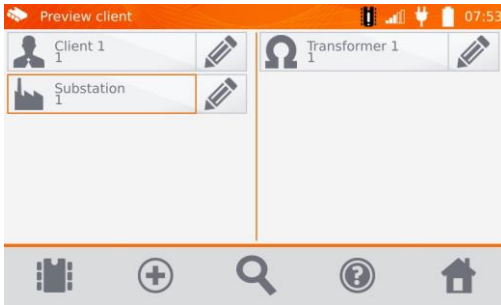 Preview client
07:53
Client 1
1
Substation
1
Transformer 1
1